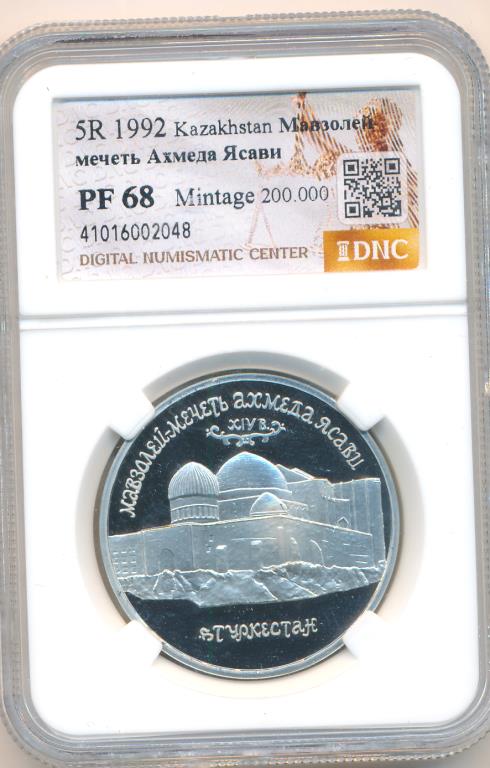 5R 1992 Kazakhstan Мавзолей
мечеть Ахмеда Ясави
PF 68 Mintage 200.000
41016002048
DIGITAL NUMISMATIC CENTER
DNC
МАВЗОЛЕЙ-МЕЧЕТЬ АХМЕДА ЯСАВИ
XIV В.
ТУРКЕСТАН